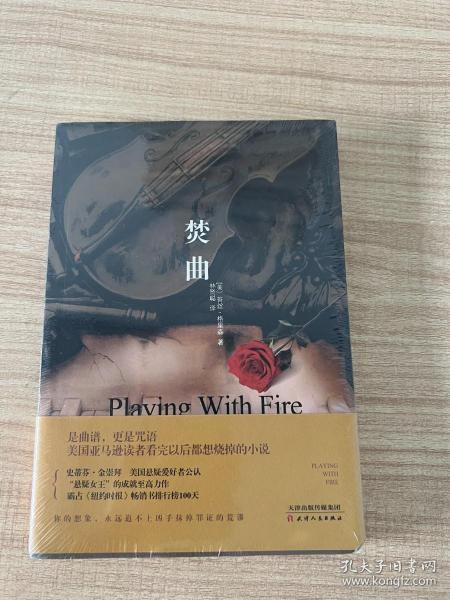 焚
曲
[美]苔丝·格里森 著
林奕聪 译
Playing With Fire
是曲谱，更是咒语
美国亚马逊读者看完以后都想烧掉的小说
史蒂芬·金崇拜 美国悬疑爱好者公认
“悬疑女王”的成就至高力作
霸占《纽约时报》畅销书排行榜100天
PLAYING
WITH
FIRE
你的想象，永远追不上凶手抹掉罪证的荒谬
天津出版传媒集团
天津人民出版社
孔夫子旧书网
www.kongfz.com